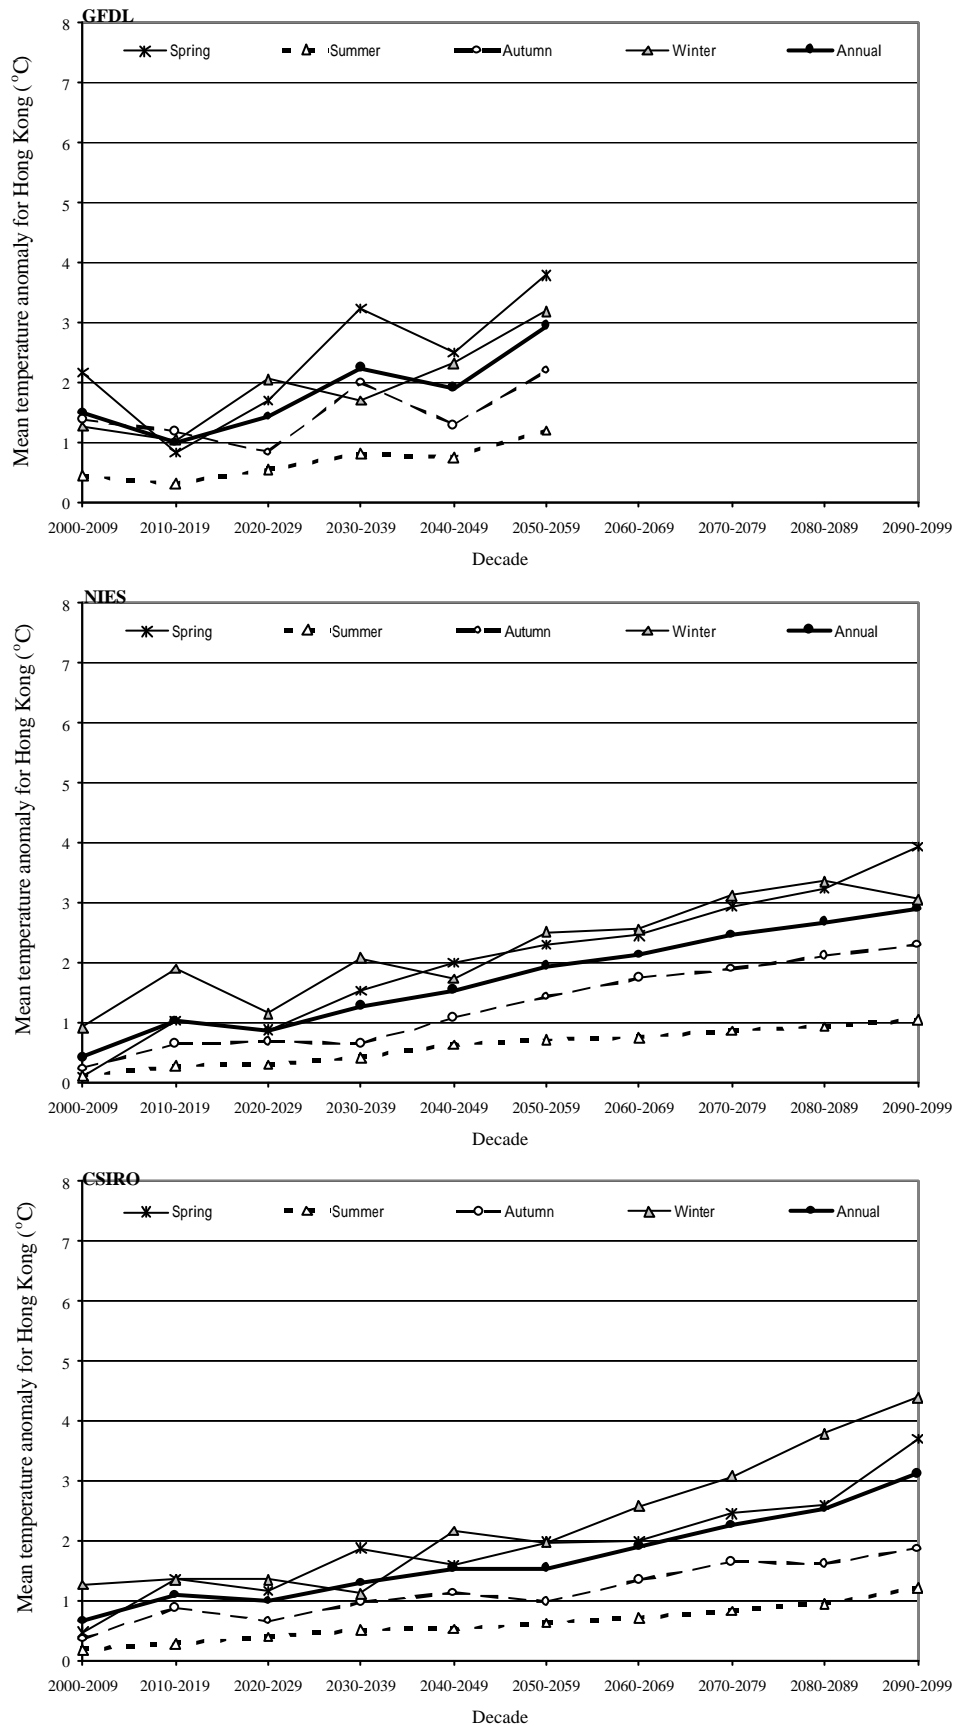 GFDL
Spring Summer Autumn Winter Annual
Mean temperature anomaly for Hong Kong (°C)
8
7
6
5
4
3
2
1
0
2000-2009 2010-2019 2020-2029 2030-2039 2040-2049 2050-2059 2060-2069 2070-2079 2080-2089 2090-2099
Decade
NIES
Spring Summer Autumn Winter Annual
Mean temperature anomaly for Hong Kong (°C)
8
7
6
5
4
3
2
1
0
2000-2009 2010-2019 2020-2029 2030-2039 2040-2049 2050-2059 2060-2069 2070-2079 2080-2089 2090-2099
Decade
CSIRO
Spring Summer Autumn Winter Annual
Mean temperature anomaly for Hong Kong (°C)
8
7
6
5
4
3
2
1
0
2000-2009 2010-2019 2020-2029 2030-2039 2040-2049 2050-2059 2060-2069 2070-2079 2080-2089 2090-2099
Decade